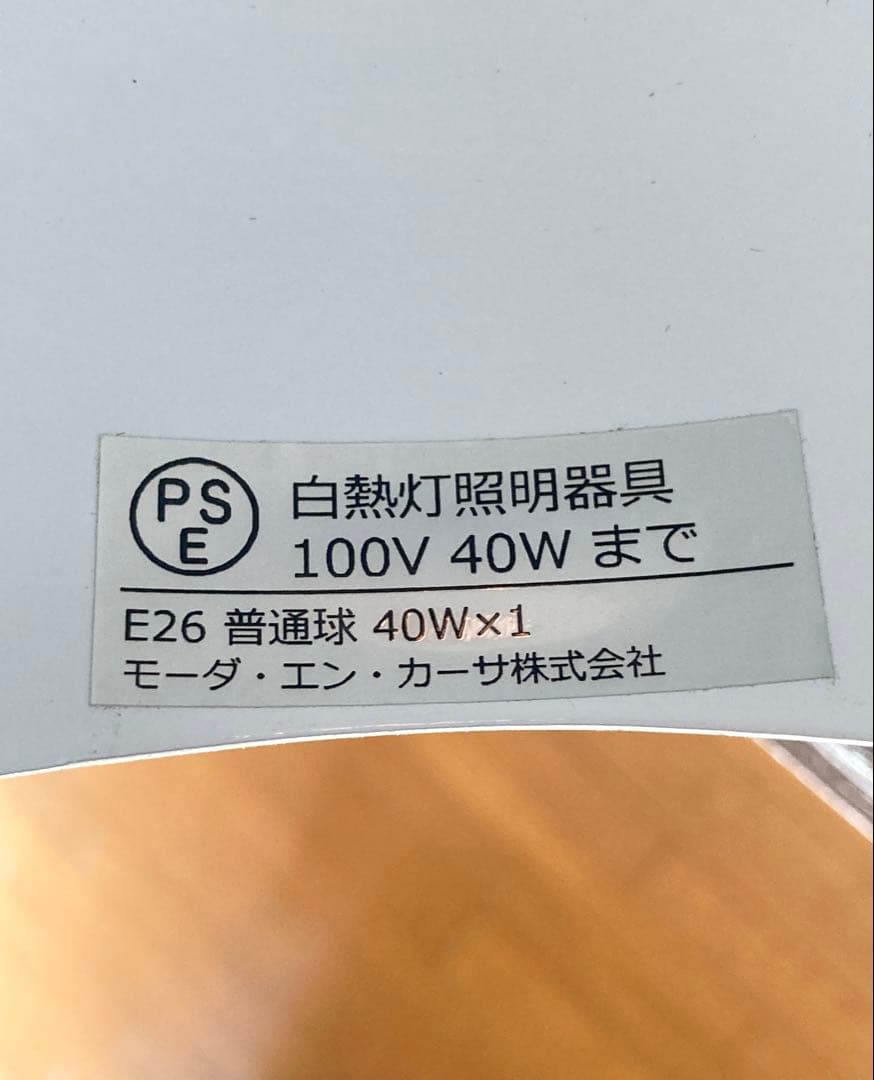 PS
E
白熱灯照明器具
100V 40W まで
E26 普通球 40W×1
モーダ・エン・カーサ株式会社